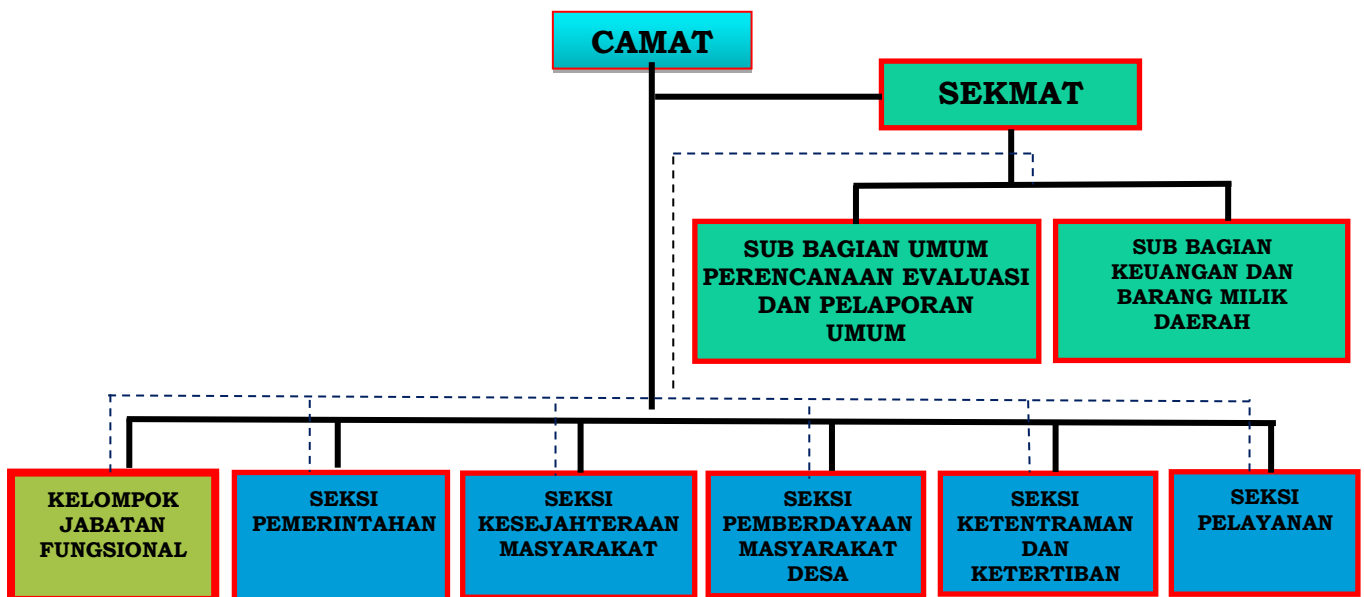 CAMAT
SEKMAT
SUB BAGIAN UMUM
PERENCANAAN EVALUASI
DAN PELAPORAN
UMUM
SUB BAGIAN
KEUANGAN DAN
BARANG MILIK
DAERAH
KELOMPOK
JABATAN
FUNGSIONAL
SEKSI
PEMERINTAHAN
SEKSI
KESEJAHTERAAN
MASYARAKAT
SEKSI
PEMBERDAYAAN
MASYARAKAT
DESA
SEKSI
KETENTRAMAN
DAN
KETERTIBAN
SEKSI
PELAYANAN